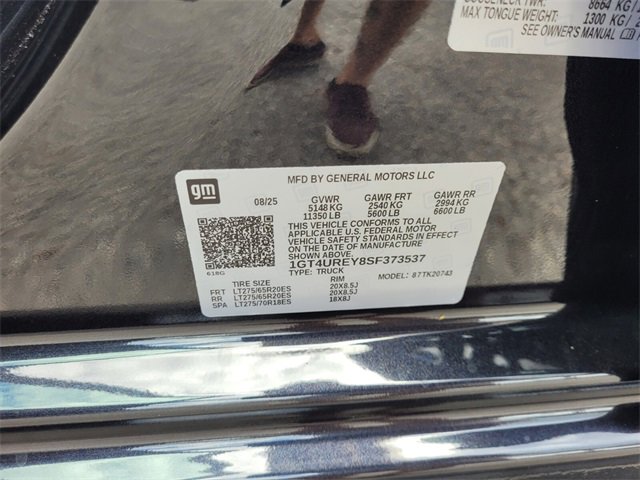 GOOSENECK TWR: 8664 KG
MAX TONGUE WEIGHT: 1300 KG /
SEE OWNER'S MANUAL
gm
MFD BY GENERAL MOTORS LLC
08/25 GVWR GAWR FRT GAWR RR
5148 KG 2540 KG 2994 KG
11350 LB 5600 LB 6600 LB
THIS VEHICLE CONFORMS TO ALL
APPLICABLE U.S. FEDERAL MOTOR
VEHICLE SAFETY STANDARDS IN EFFECT
ON THE DATE OF MANUFACTURE
SHOWN ABOVE.
618G
1GT4UREY8SF373537
TYPE: TRUCK MODEL: 87TK20743
TIRE SIZE RIM
FRT LT275/65R20ES 20X8.5J
RR LT275/65R20ES 20X8.5J
SPA LT275/70R18ES 18X8J